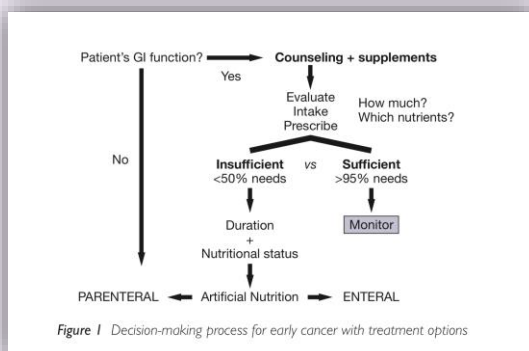 Patient's GI function?
Yes
Counseling + supplements
Evaluate
Intake
Prescribe
How much?
Which nutrients?
No
Insufficient
<50% needs
vs
Sufficient
>95% needs
Duration
+
Nutritional status
Monitor
PARENTERAL
Artificial Nutrition
ENTERAL
Figure 1 Decision-making process for early cancer with treatment options